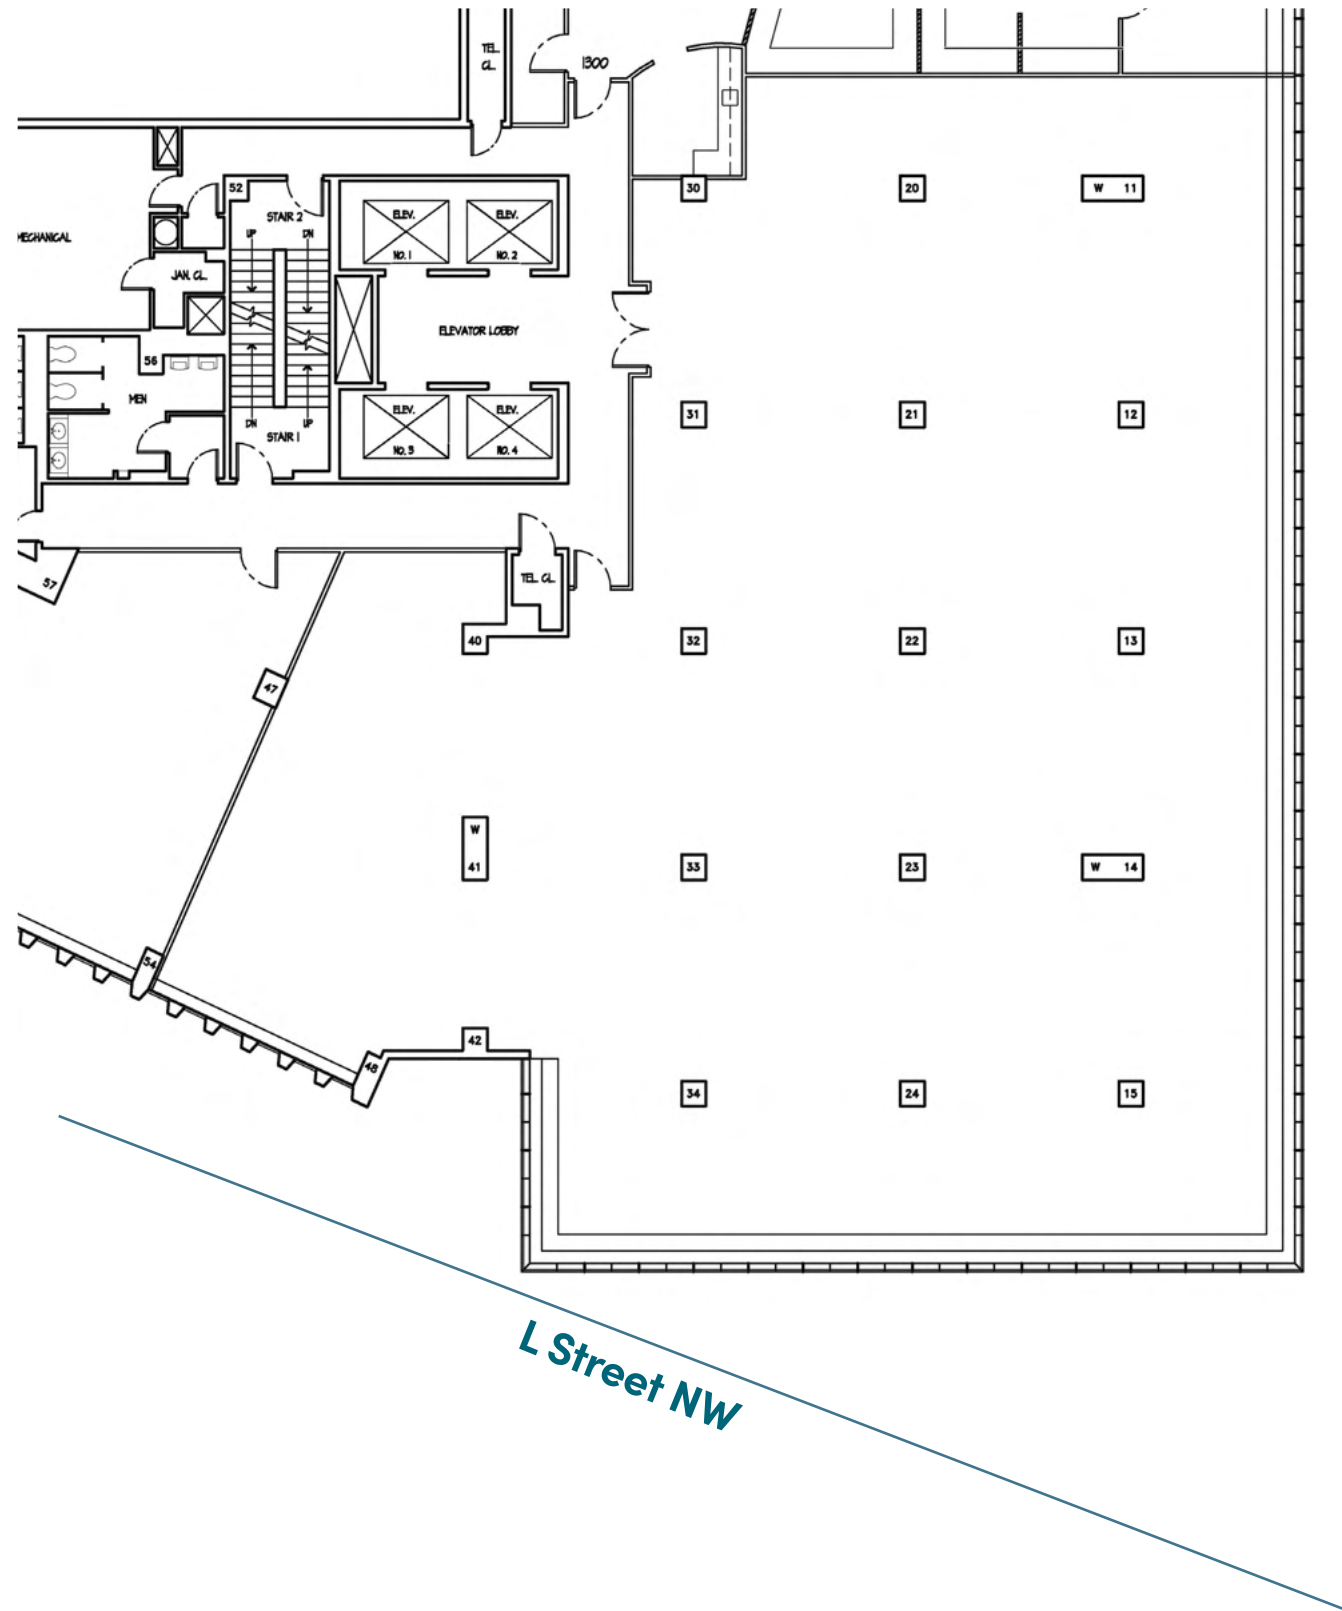 TEL.
CL.
1300
52
STAIR 2
UP
DN
ELEV.
NO. 1
ELEV.
NO. 2
30
20
W 11
MECHANICAL
JAN. CL.
ELEVATOR LOBBY
56
MEN
DN
UP
STAIR 1
ELEV.
NO. 3
ELEV.
NO. 4
31
21
12
57
TEL. CL.
40
32
22
13
47
W
41
33
23
W 14
54
42
48
34
24
15
L Street NW